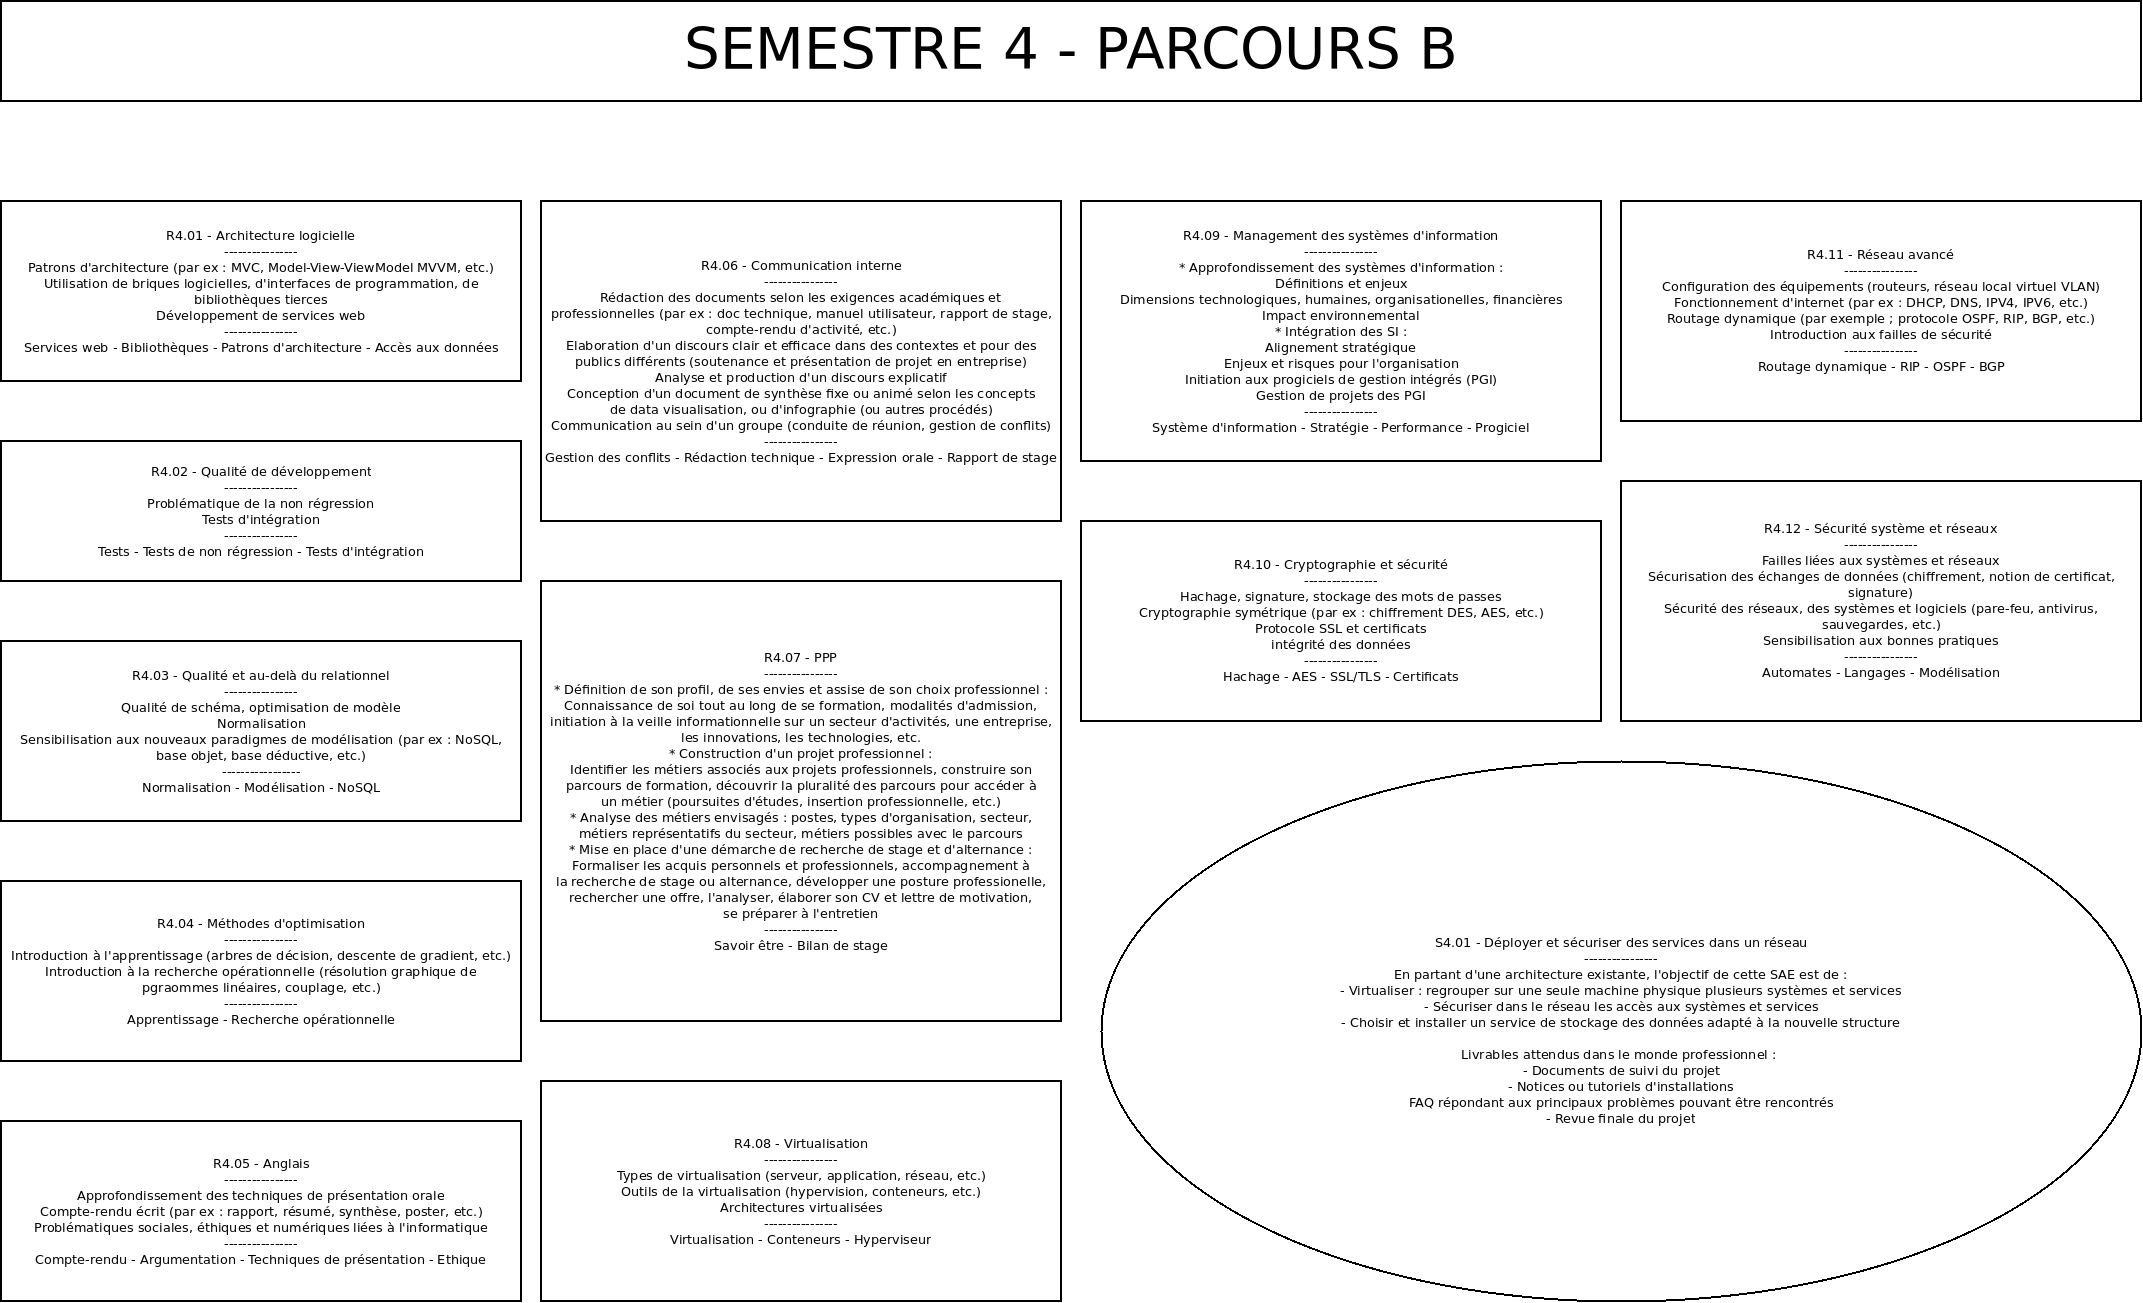 SEMESTRE 4 - PARCOURS B
R4.01 - Architecture logicielle
----------------
Patrons d'architecture (par ex : MVC, Model-View-ViewModel MVVM, etc.)
Utilisation de briques logicielles, d'interfaces de programmation, de
bibliothèques tierces
Développement de services web
----------------
Services web - Bibliothèques - Patrons d'architecture - Accès aux données
R4.02 - Qualité de développement
----------------
Problématique de la non régression
Tests d'intégration
----------------
Tests - Tests de non régression - Tests d'intégration
R4.03 - Qualité et au-delà du relationnel
----------------
Qualité de schéma, optimisation de modèle
Normalisation
Sensibilisation aux nouveaux paradigmes de modélisation (par ex : NoSQL,
base objet, base déductive, etc.)
-----------------
Normalisation - Modélisation - NoSQL
R4.04 - Méthodes d'optimisation
----------------
Introduction à l'apprentissage (arbres de décision, descente de gradient, etc.)
Introduction à la recherche opérationnelle (résolution graphique de
pgraommes linéaires, couplage, etc.)
----------------
Apprentissage - Recherche opérationnelle
R4.05 - Anglais
----------------
Approfondissement des techniques de présentation orale
Compte-rendu écrit (par ex : rapport, résumé, synthèse, poster, etc.)
Problématiques sociales, éthiques et numériques liées à l'informatique
----------------
Compte-rendu - Argumentation - Techniques de présentation - Ethique
R4.06 - Communication interne
----------------
Rédaction des documents selon les exigences académiques et
professionnelles (par ex : doc technique, manuel utilisateur, rapport de stage,
compte-rendu d'activité, etc.)
Elaboration d'un discours clair et efficace dans des contextes et pour des
publics différents (soutenance et présentation de projet en entreprise)
Analyse et production d'un discours explicatif
Conception d'un document de synthèse fixe ou animé selon les concepts
de data visualisation, ou d'infographie (ou autres procédés)
Communication au sein d'un groupe (conduite de réunion, gestion de conflits)
----------------
Gestion des conflits - Rédaction technique - Expression orale - Rapport de stage
R4.07 - PPP
----------------
* Définition de son profil, de ses envies et assise de son choix professionnel :
Connaissance de soi tout au long de se formation, modalités d'admission,
initiation à la veille informationnelle sur un secteur d'activités, une entreprise,
les innovations, les technologies, etc.
* Construction d'un projet professionnel :
Identifier les métiers associés aux projets professionnels, construire son
parcours de formation, découvrir la pluralité des parcours pour accéder à
un métier (poursuites d'études, insertion professionnelle, etc.)
* Analyse des métiers envisagés : postes, types d'organisation, secteur,
métiers représentatifs du secteur, métiers possibles avec le parcours
* Mise en place d'une démarche de recherche de stage et d'alternance :
Formaliser les acquis personnels et professionnels, accompagnement à
la recherche de stage ou alternance, développer une posture professionelle,
rechercher une offre, l'analyser, élaborer son CV et lettre de motivation,
se préparer à l'entretien
----------------
Savoir être - Bilan de stage
R4.08 - Virtualisation
----------------
Types de virtualisation (serveur, application, réseau, etc.)
Outils de la virtualisation (hypervision, conteneurs, etc.)
Architectures virtualisées
----------------
Virtualisation - Conteneurs - Hyperviseur
R4.09 - Management des systèmes d'information
----------------
* Approfondissement des systèmes d'information :
Définitions et enjeux
Dimensions technologiques, humaines, organisationelles, financières
Impact environnemental
* Intégration des SI :
Alignement stratégique
Enjeux et risques pour l'organisation
Initiation aux progiciels de gestion intégrés (PGI)
Gestion de projets des PGI
----------------
Système d'information - Stratégie - Performance - Progiciel
R4.10 - Cryptographie et sécurité
----------------
Hachage, signature, stockage des mots de passes
Cryptographie symétrique (par ex : chiffrement DES, AES, etc.)
Protocole SSL et certificats
intégrité des données
----------------
Hachage - AES - SSL/TLS - Certificats
R4.11 - Réseau avancé
----------------
Configuration des équipements (routeurs, réseau local virtuel VLAN)
Fonctionnement d'internet (par ex : DHCP, DNS, IPV4, IPV6, etc.)
Routage dynamique (par exemple ; protocole OSPF, RIP, BGP, etc.)
Introduction aux failles de sécurité
----------------
Routage dynamique - RIP - OSPF - BGP
R4.12 - Sécurité système et réseaux
----------------
Failles liées aux systèmes et réseaux
Sécurisation des échanges de données (chiffrement, notion de certificat,
signature)
Sécurité des réseaux, des systèmes et logiciels (pare-feu, antivirus,
sauvegardes, etc.)
Sensibilisation aux bonnes pratiques
----------------
Automates - Langages - Modélisation
S4.01 - Déployer et sécuriser des services dans un réseau
----------------
En partant d'une architecture existante, l'objectif de cette SAE est de :
- Virtualiser : regrouper sur une seule machine physique plusieurs systèmes et services
- Sécuriser dans le réseau les accès aux systèmes et services
- Choisir et installer un service de stockage des données adapté à la nouvelle structure
Livrables attendus dans le monde professionnel :
- Documents de suivi du projet
- Notices ou tutoriels d'installations
FAQ répondant aux principaux problèmes pouvant être rencontrés
- Revue finale du projet